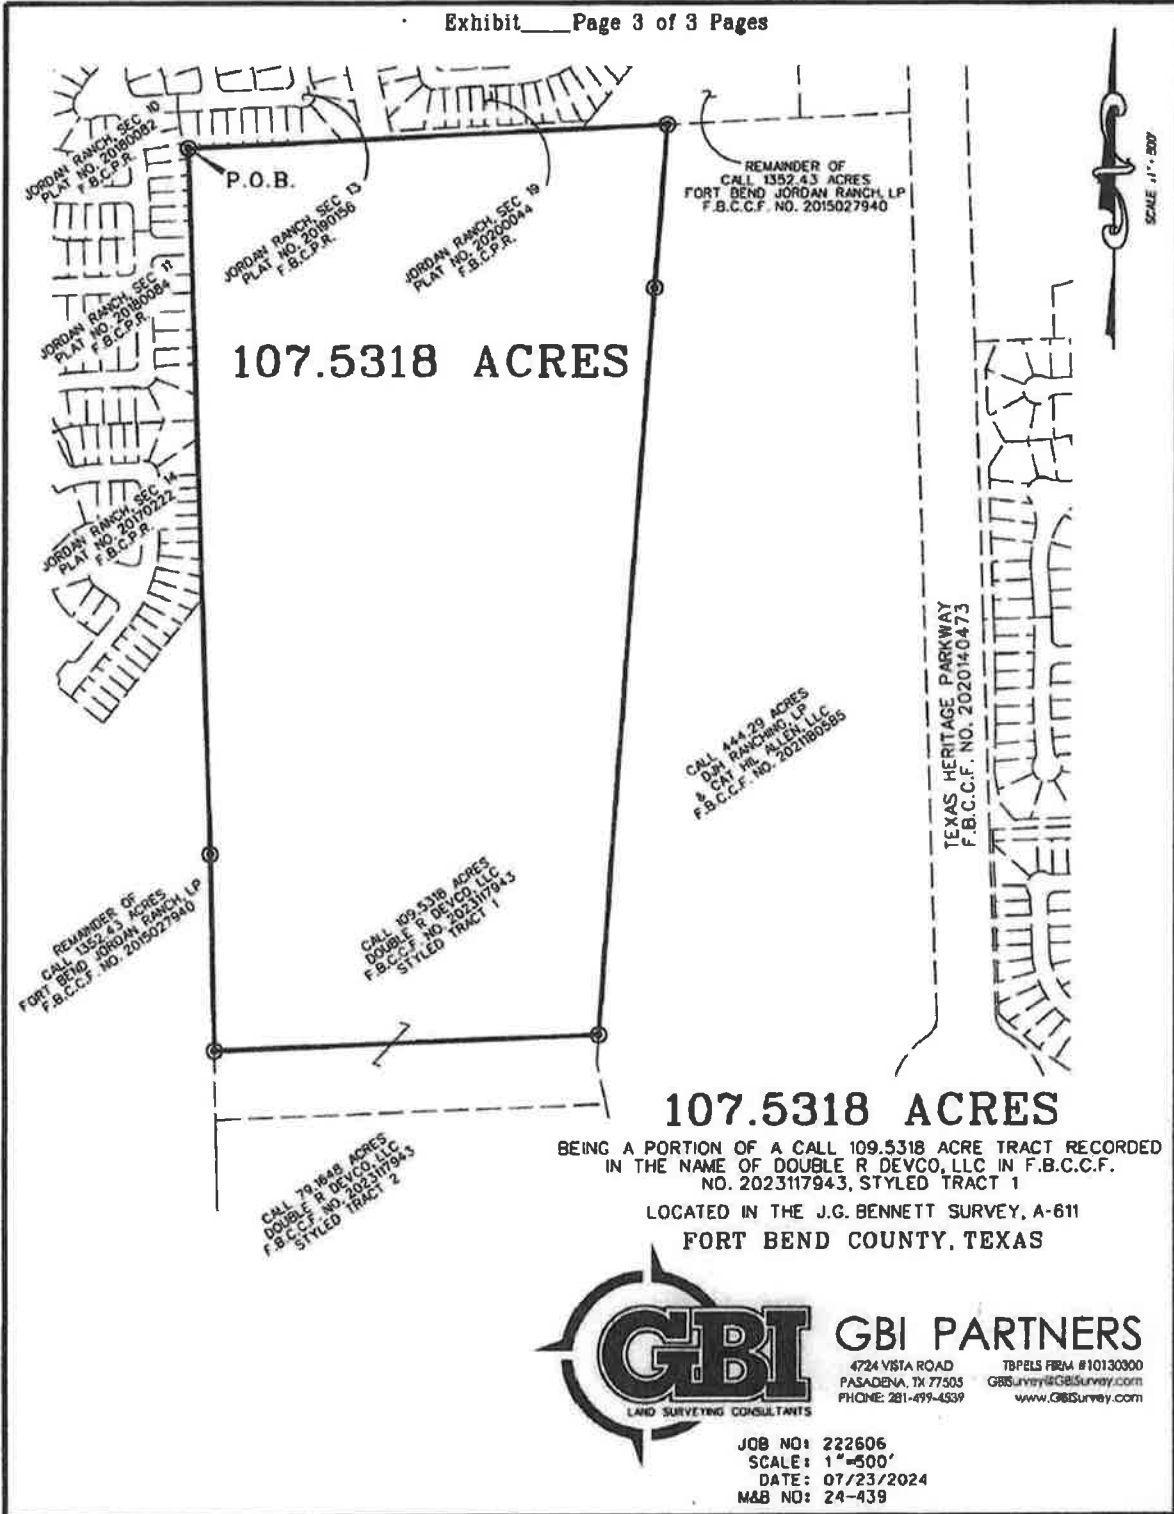 Exhibit____Page 3 of 3 Pages
JORDAN RANCH, SEC 10
PLAT NO. 20180082
F.B.C.P.R.
P.O.B.
JORDAN RANCH, SEC 13
PLAT NO. 20190156
F.B.C.P.R.
JORDAN RANCH, SEC 19
PLAT NO. 20200044
F.B.C.P.R.
REMAINDER OF
CALL 1352.43 ACRES
FORT BEND JORDAN RANCH, LP
F.B.C.C.F. NO. 2015027940
SCALE : 1" = 500'
JORDAN RANCH, SEC 11
PLAT NO. 20180084
F.B.C.P.R.
107.5318 ACRES
JORDAN RANCH, SEC 14
PLAT NO. 20170222
F.B.C.P.R.
TEXAS HERITAGE PARKWAY
F.B.C.C.F. NO. 2020140473
CALL 444.29 ACRES
DJH RANCHING, LP
& CAT HIL ALLEN, LLC
F.B.C.C.F. NO. 2021180585
REMAINDER OF
CALL 1352.43 ACRES
FORT BEND JORDAN RANCH, LP
F.B.C.C.F. NO. 2015027940
CALL 109.5318 ACRES
DOUBLE R DEVCO, LLC
F.B.C.C.F. NO. 2023117943
STYLED TRACT 1
CALL 79.1648 ACRES
DOUBLE R DEVCO, LLC
F.B.C.C.F. NO. 2023117943
STYLED TRACT 2
107.5318 ACRES
BEING A PORTION OF A CALL 109.5318 ACRE TRACT RECORDED
IN THE NAME OF DOUBLE R DEVCO, LLC IN F.B.C.C.F.
NO. 2023117943, STYLED TRACT 1
LOCATED IN THE J.G. BENNETT SURVEY, A-611
FORT BEND COUNTY, TEXAS
GBI
LAND SURVEYING CONSULTANTS
GBI PARTNERS
4724 VISTA ROAD
PASADENA, TX 77505
PHONE: 281-499-4539
TBPELS FIRM #10130300
GBISurvey@GBISurvey.com
www.GBISurvey.com
JOB NO: 222606
SCALE: 1"=500'
DATE: 07/23/2024
M&B NO: 24-439